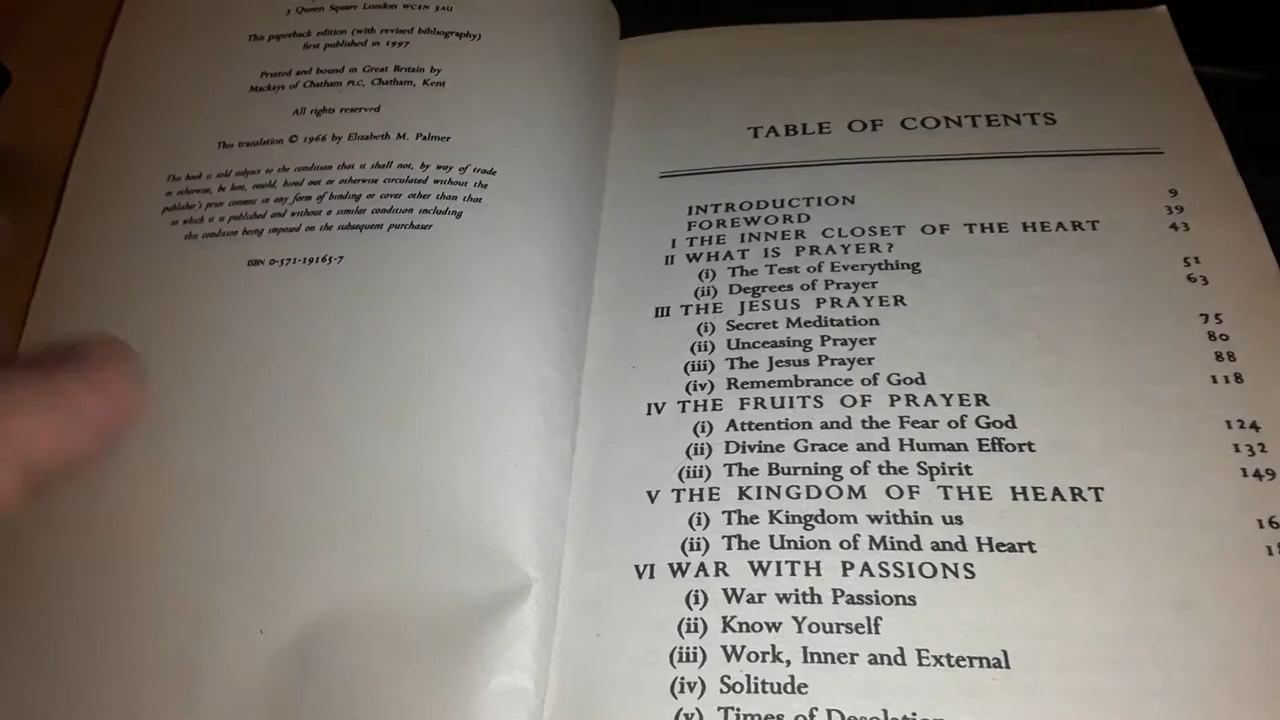 3 Queen Square London WC1N 3AU
This paperback edition (with revised bibliography)
first published in 1997
Printed and bound in Great Britain by
Mackays of Chatham PLC, Chatham, Kent
All rights reserved
This translation © 1966 by Elizabeth M. Palmer
This book is sold subject to the condition that it shall not, by way of trade
or otherwise, be lent, resold, hired out or otherwise circulated without the
publisher's prior consent in any form of binding or cover other than that
in which it is published and without a similar condition including
this condition being imposed on the subsequent purchaser
ISBN 0-571-19165-7
TABLE OF CONTENTS
INTRODUCTION 9
FOREWORD 39
I THE INNER CLOSET OF THE HEART 43
II WHAT IS PRAYER?
(i) The Test of Everything 51
(ii) Degrees of Prayer 63
III THE JESUS PRAYER
(i) Secret Meditation 75
(ii) Unceasing Prayer 80
(iii) The Jesus Prayer 88
(iv) Remembrance of God 118
IV THE FRUITS OF PRAYER
(i) Attention and the Fear of God 124
(ii) Divine Grace and Human Effort 132
(iii) The Burning of the Spirit 149
V THE KINGDOM OF THE HEART
(i) The Kingdom within us 16
(ii) The Union of Mind and Heart
VI WAR WITH PASSIONS
(i) War with Passions
(ii) Know Yourself
(iii) Work, Inner and External
(iv) Solitude
(v) Times of Desolation